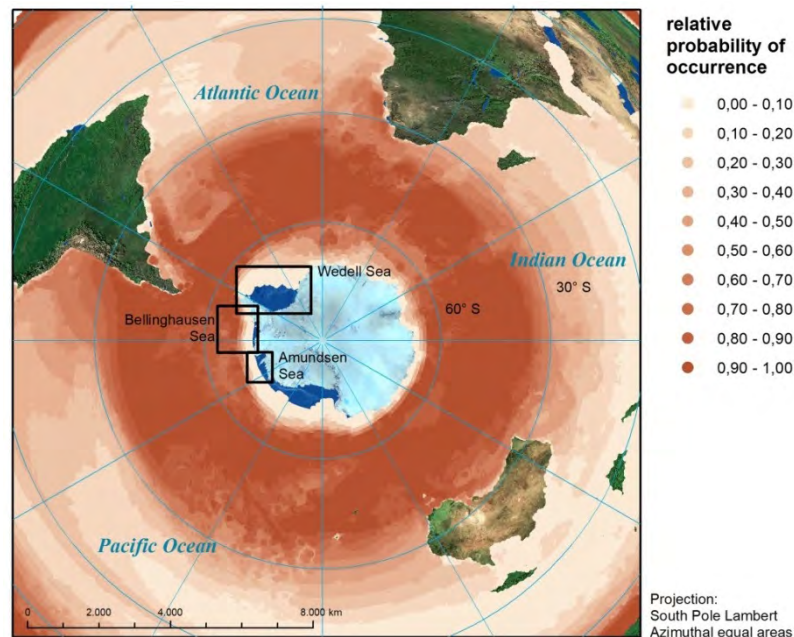 relative
probability of
occurrence
0,00 - 0,10
0,10 - 0,20
0,20 - 0,30
0,30 - 0,40
0,40 - 0,50
0,50 - 0,60
0,60 - 0,70
0,70 - 0,80
0,80 - 0,90
0,90 - 1,00
Atlantic Ocean
Wedell Sea
Indian Ocean
30° S
60° S
Bellinghausen
Sea
Amundsen
Sea
Pacific Ocean
0 2.000 4.000 8.000 km
Projection:
South Pole Lambert
Azimuthal equal areas